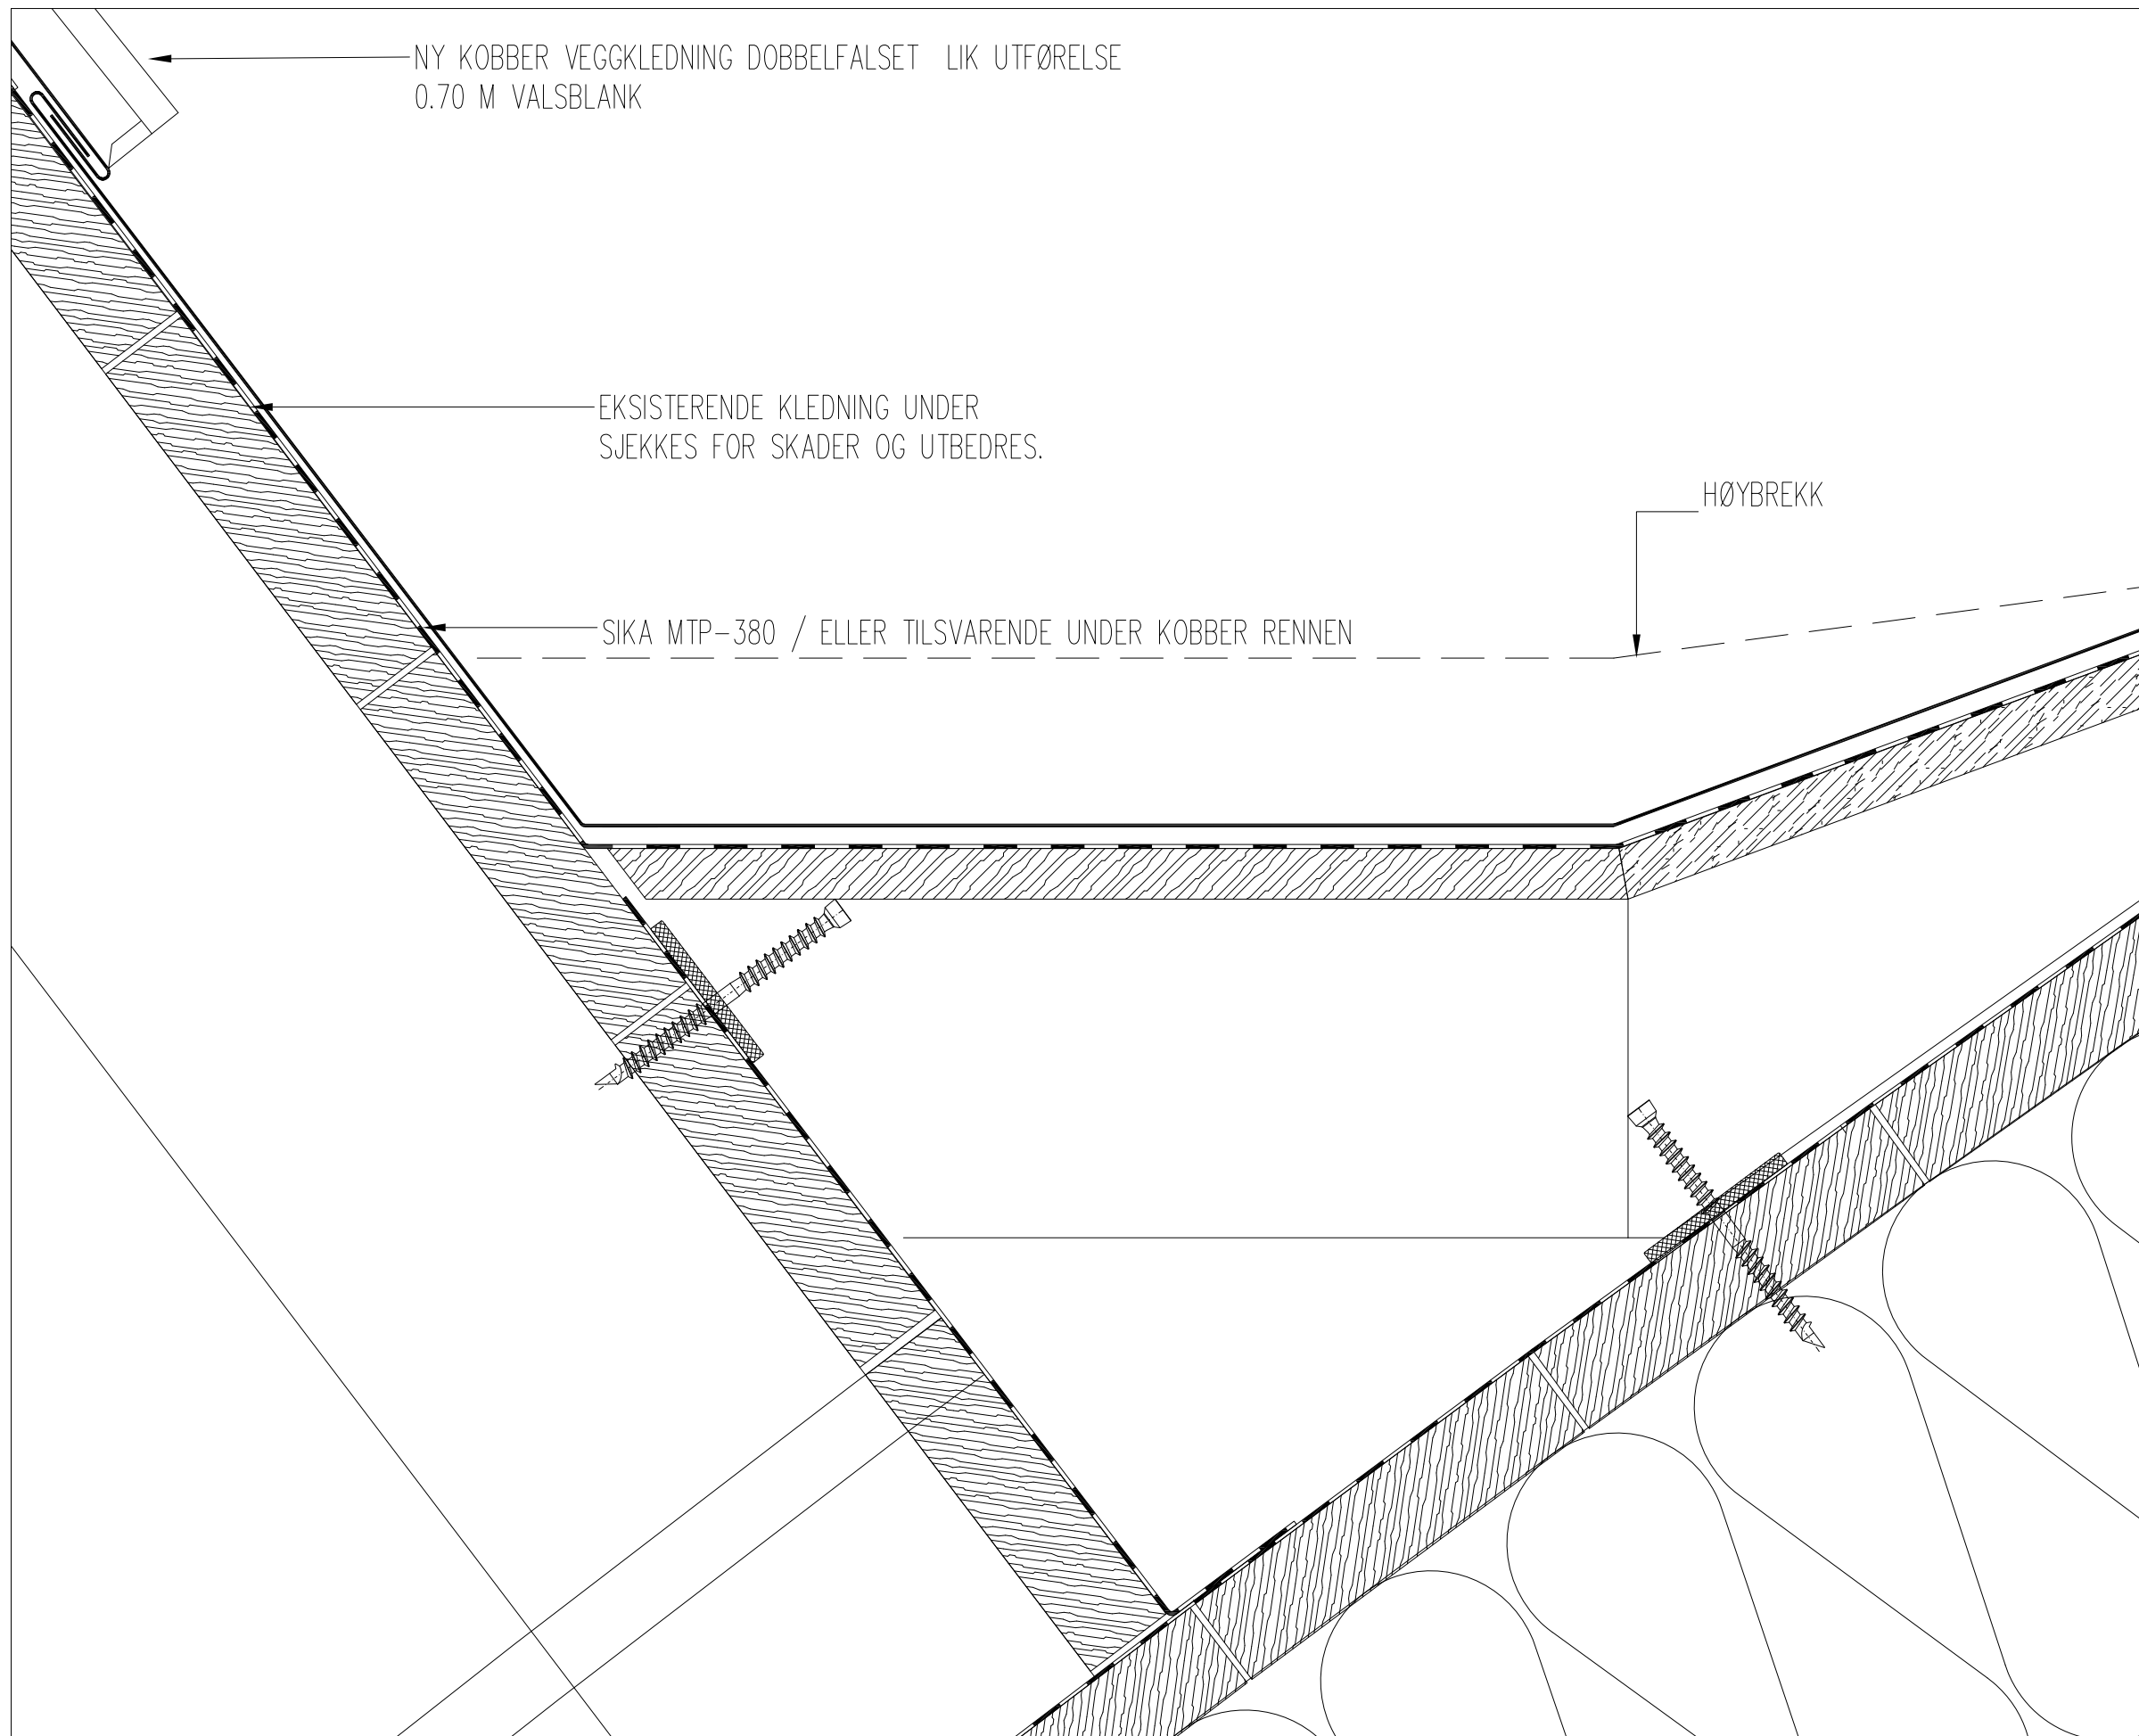 NY KOBBER VEGGKLEDNING DOBBELFALSET LIK UTFØRELSE
0.70 M VALSBLANK
EKSISTERENDE KLEDNING UNDER
SJEKKES FOR SKADER OG UTBEDRES.
HØYBREKK
SIKA MTP-380 / ELLER TILSVARENDE UNDER KOBBER RENNEN